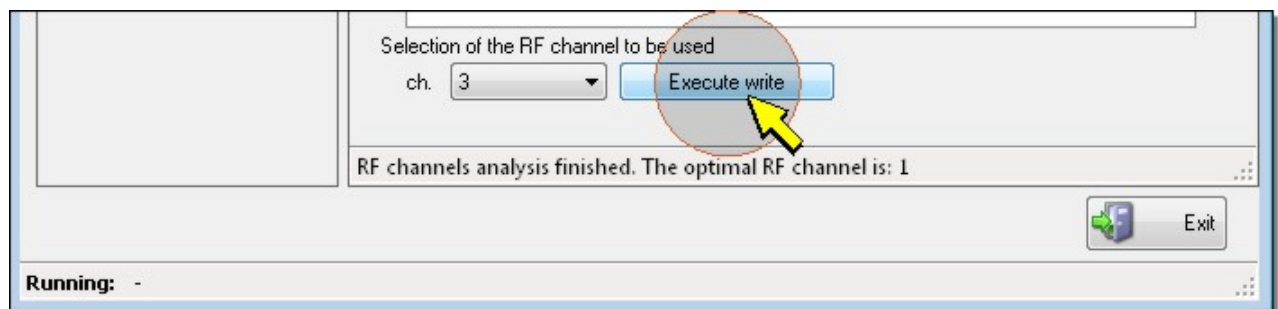 Selection of the RF channel to be used
ch. 3 Execute write
RF channels analysis finished. The optimal RF channel is: 1
Exit
Running: -